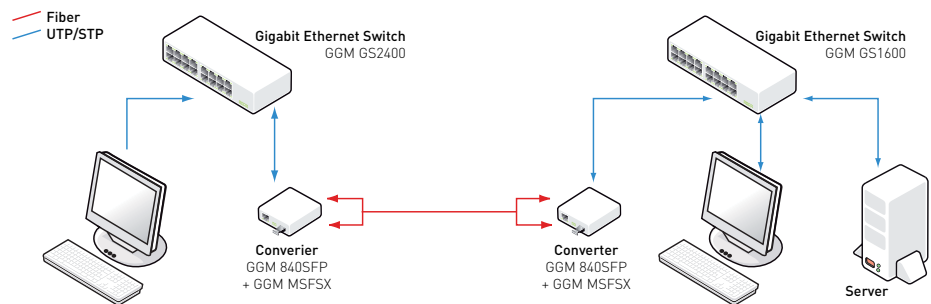 Fiber
UTP/STP
Gigabit Ethernet Switch
GGM GS2400
Gigabit Ethernet Switch
GGM GS1600
Converier
GGM 840SFP
+ GGM MSFSX
Converter
GGM 840SFP
+ GGM MSFSX
Server